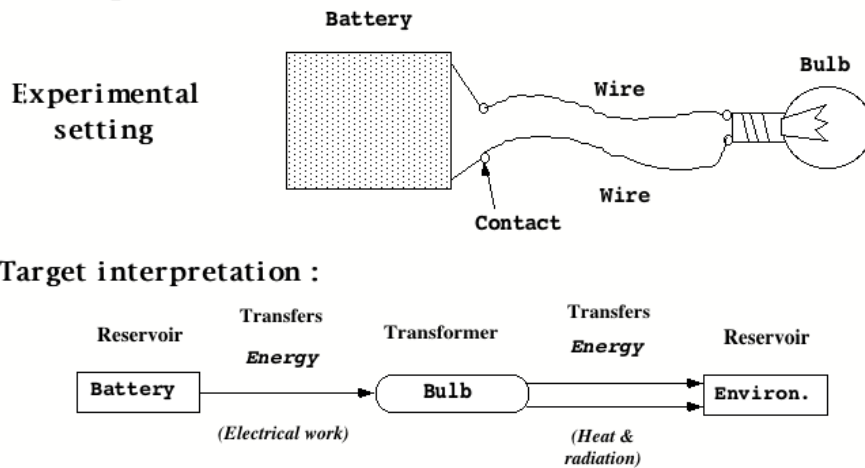 Battery
Experimental
setting
Wire
Bulb
Wire
Contact
Target interpretation :
Reservoir
Transfers
Energy
Transformer
Transfers
Energy
Reservoir
Battery
Bulb
Environ.
(Electrical work)
(Heat &
radiation)